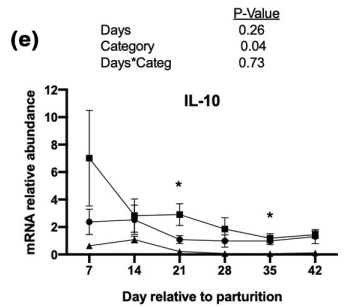 P-Value
(e)
Days 0.26
Category 0.04
Days*Categ 0.73
IL-10
mRNA relative abundance
12
10
8
6
4
2
0
*
*
7 14 21 28 35 42
Day relative to parturition